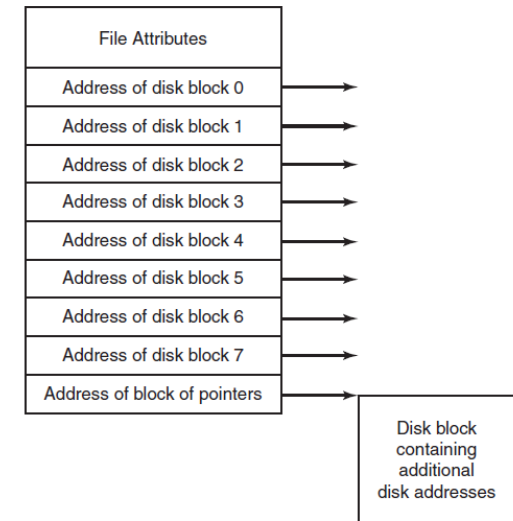 File Attributes
Address of disk block 0
Address of disk block 1
Address of disk block 2
Address of disk block 3
Address of disk block 4
Address of disk block 5
Address of disk block 6
Address of disk block 7
Address of block of pointers
Disk block
containing
additional
disk addresses